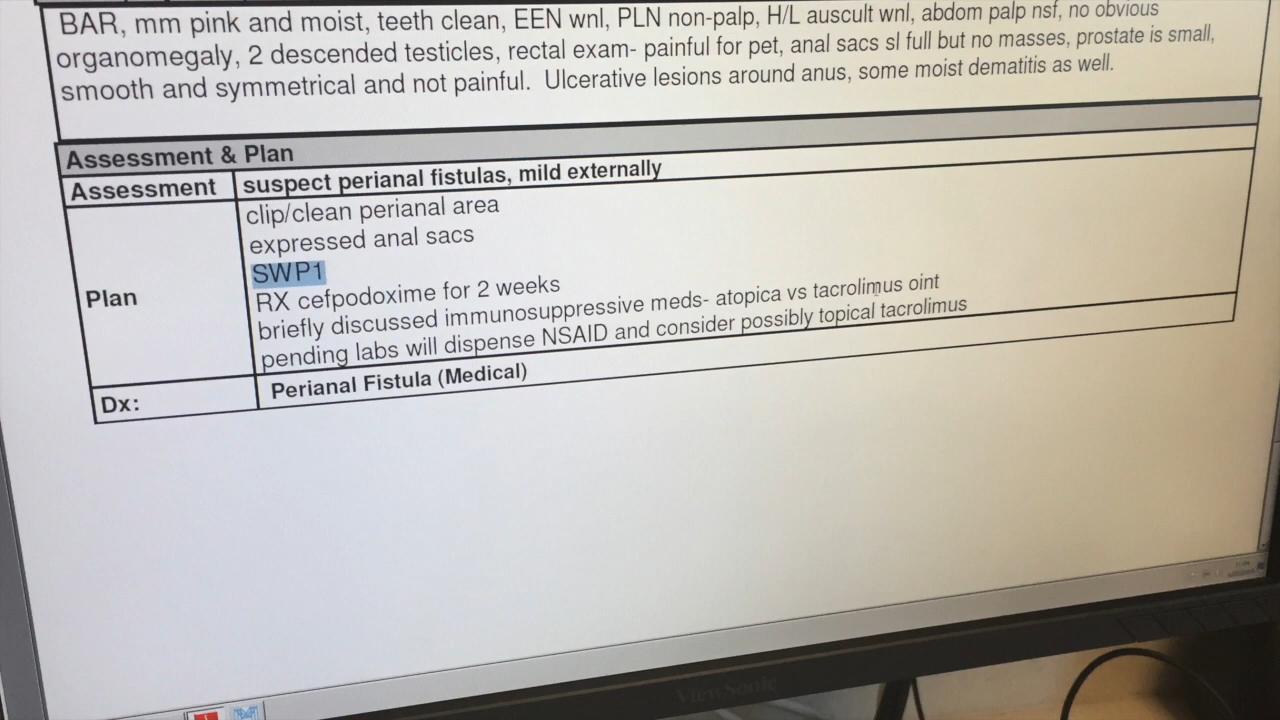 BAR, mm pink and moist, teeth clean, EEN wnl, PLN non-palp, H/L auscult wnl, abdom palp nsf, no obvious
organomegaly, 2 descended testicles, rectal exam- painful for pet, anal sacs sl full but no masses, prostate is small,
smooth and symmetrical and not painful. Ulcerative lesions around anus, some moist dematitis as well.
Assessment & Plan
Assessment suspect perianal fistulas, mild externally
Plan
clip/clean perianal area
expressed anal sacs
SWP1
RX cefpodoxime for 2 weeks
briefly discussed immunosuppressive meds- atopica vs tacrolimus oint
pending labs will dispense NSAID and consider possibly topical tacrolimus
Dx: Perianal Fistula (Medical)
ViewSonic